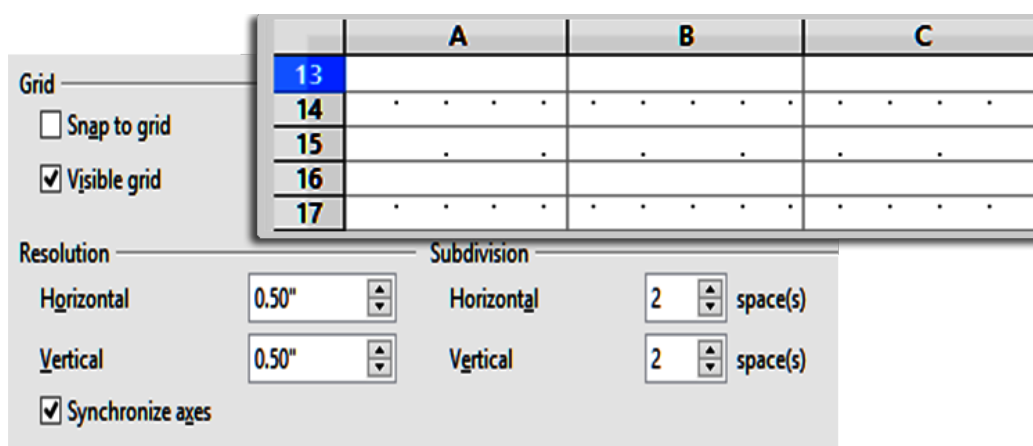 A B C
13
14
15
16
17
Grid
Snap to grid
Visible grid
Resolution Subdivision
Horizontal 0.50" Horizontal 2 space(s)
Vertical 0.50" Vertical 2 space(s)
Synchronize axes